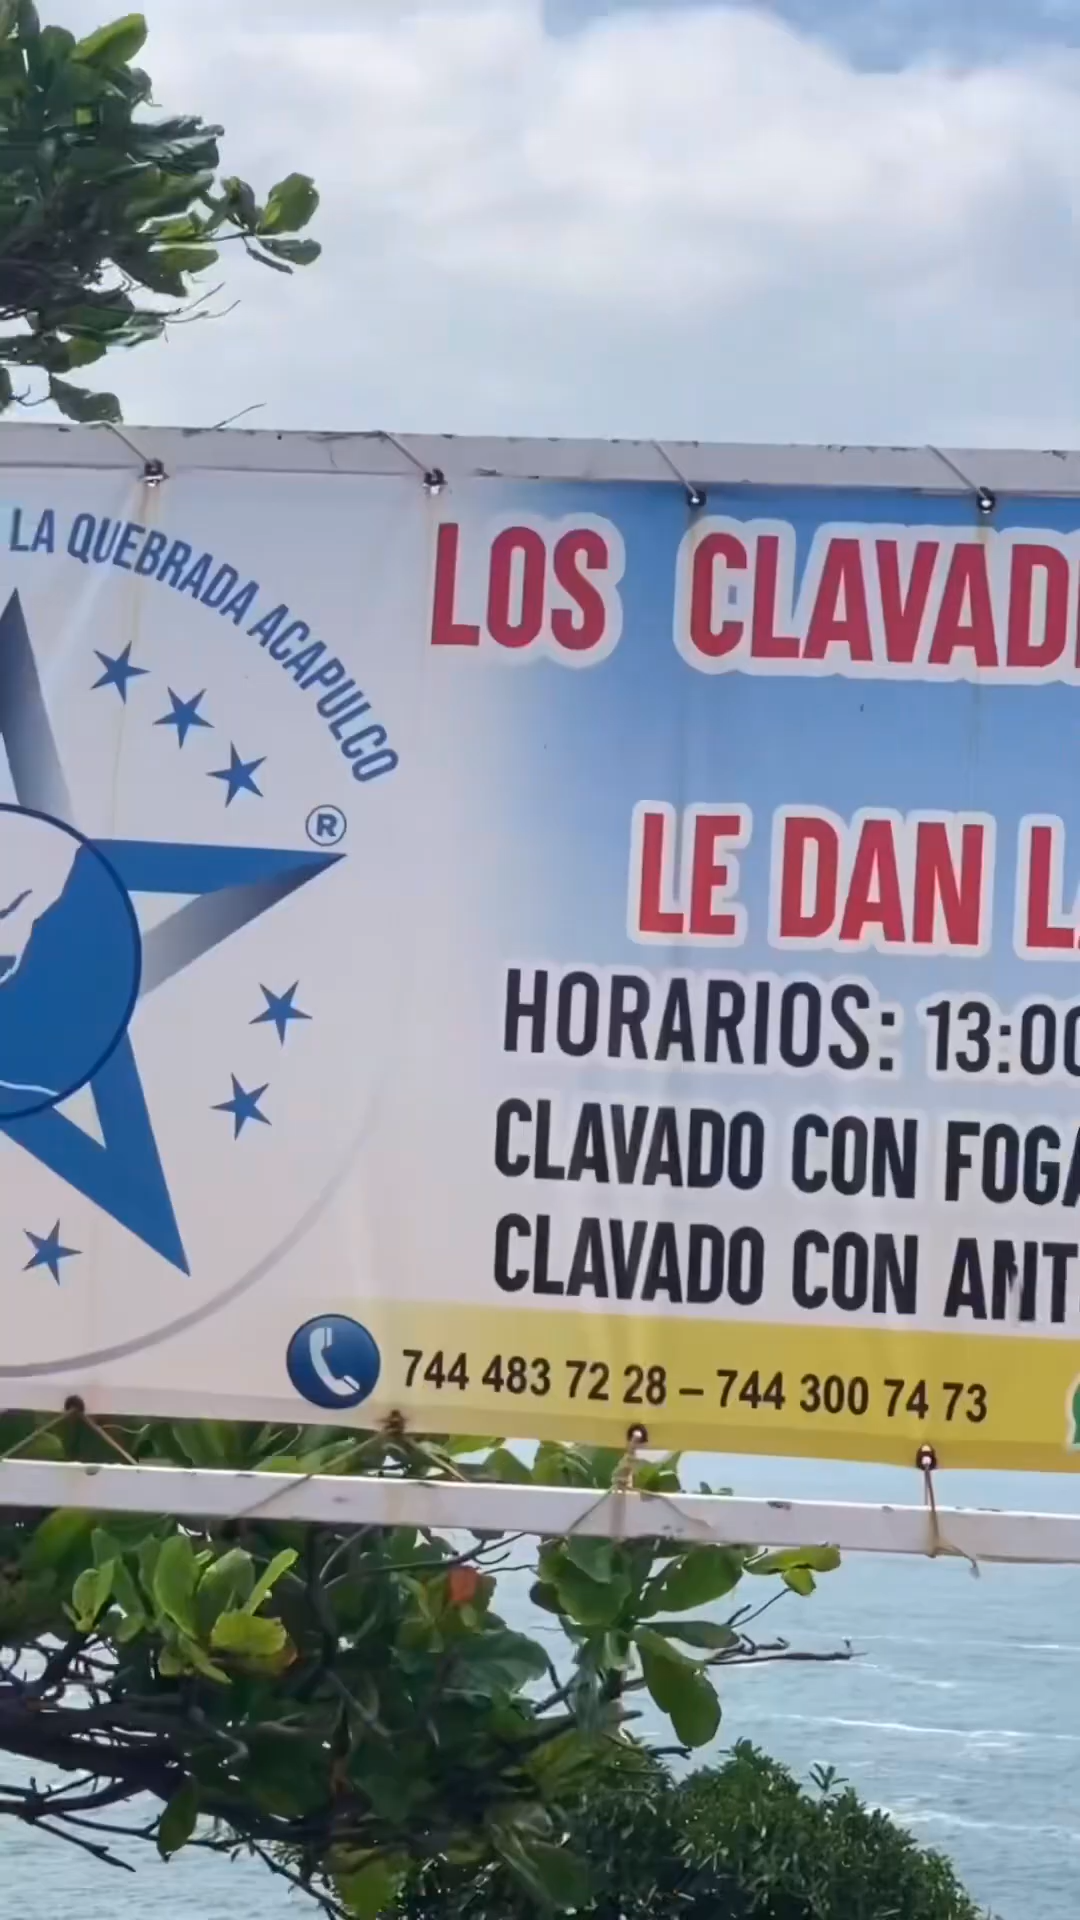 LA QUEBRADA ACAPULCO
®
LOS CLAVAD
LE DAN L
HORARIOS: 13:00
CLAVADO CON FOGA
CLAVADO CON ANT
744 483 72 28 – 744 300 74 73